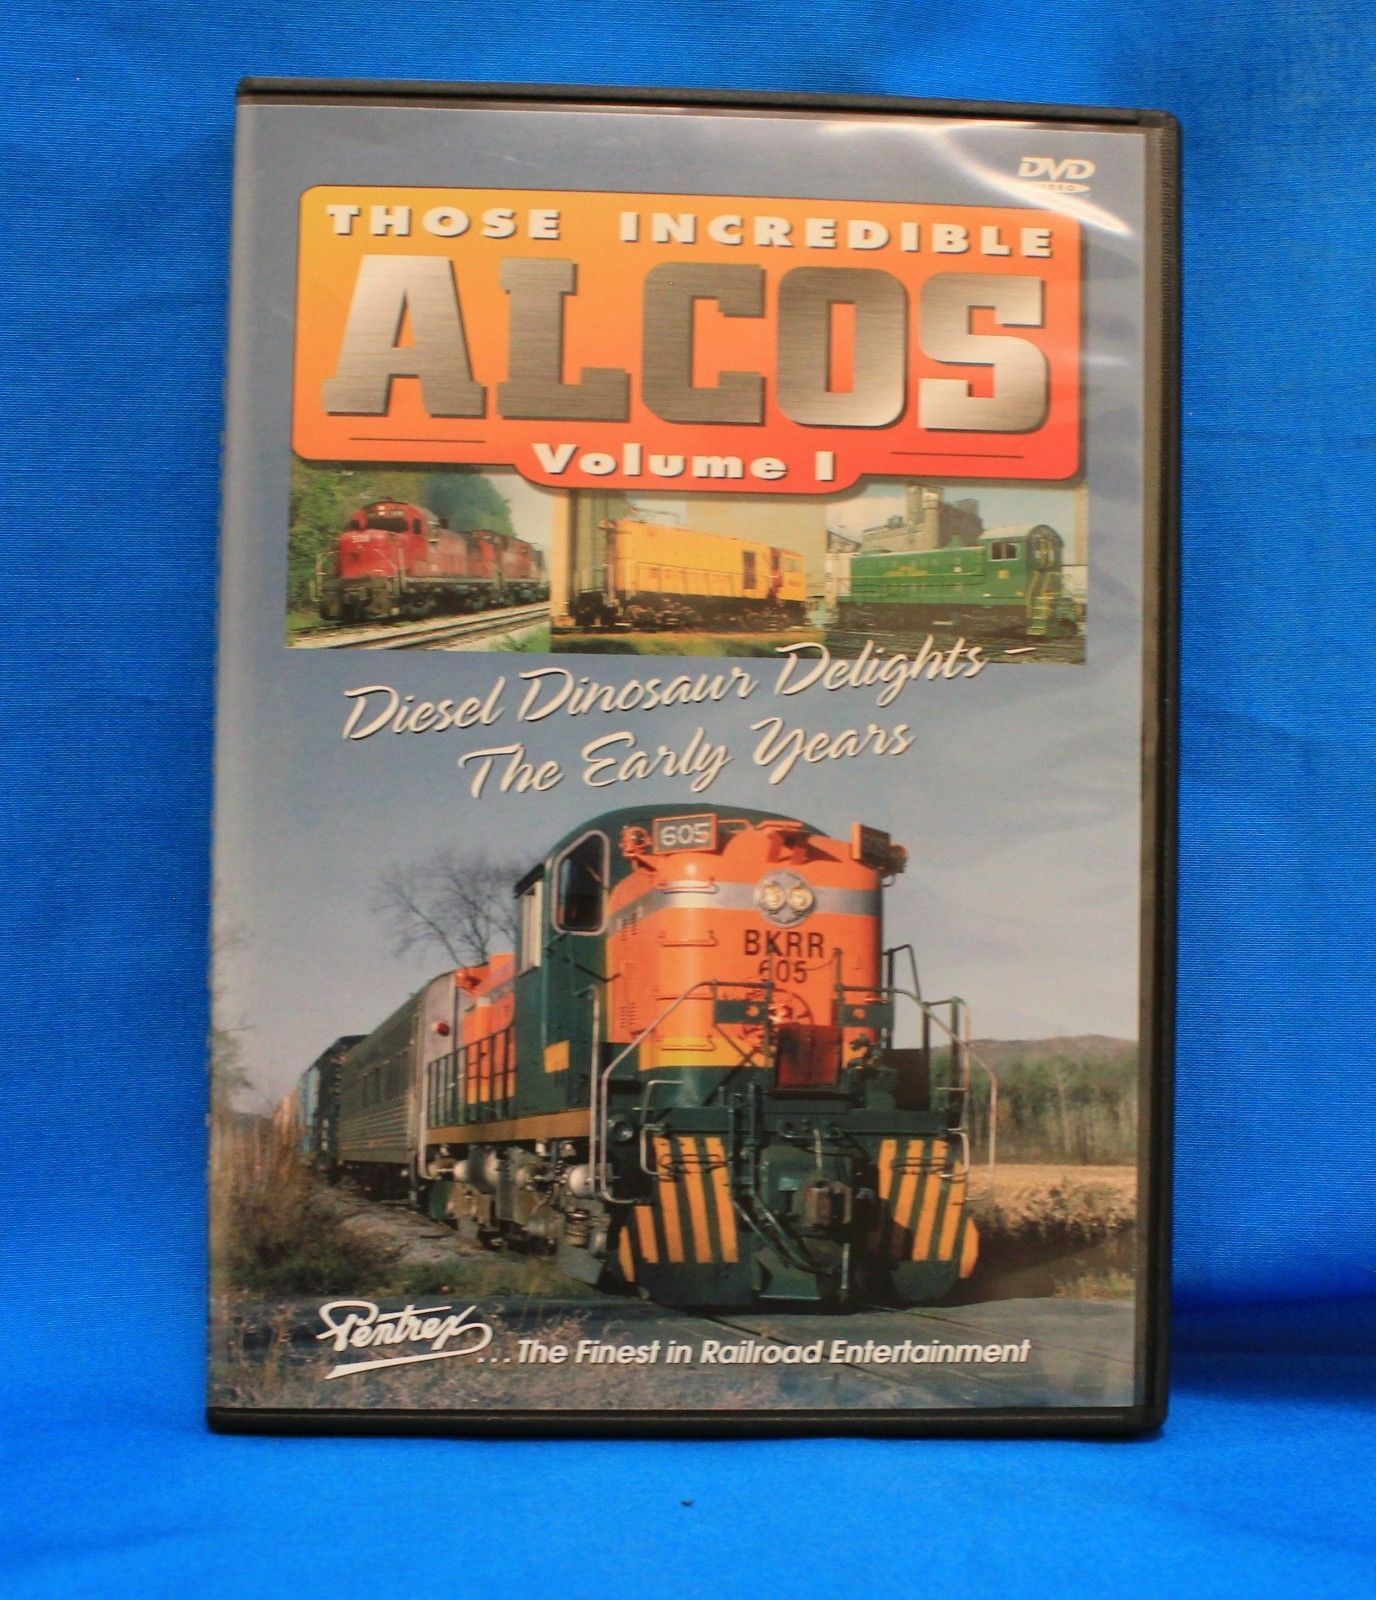 DVD
VIDEO
THOSE INCREDIBLE
ALCOS
Volume I
Diesel Dinosaur Delights –
The Early Years
605
BKRR
605
Pentrex
...The Finest in Railroad Entertainment